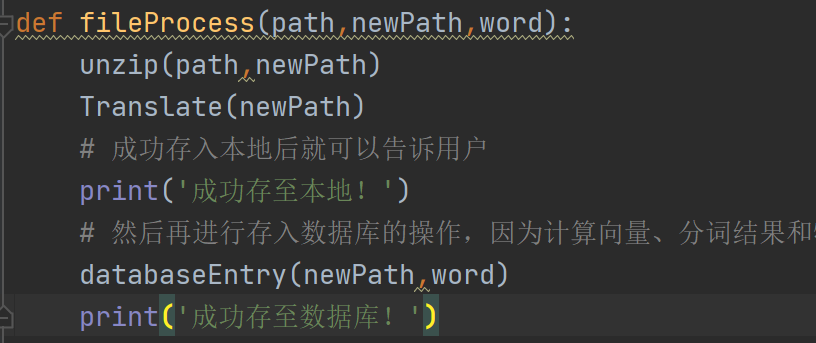 def fileProcess(path,newPath,word):
    unzip(path,newPath)
    Translate(newPath)
    # 成功存入本地后就可以告诉用户
    print('成功存至本地！')
    # 然后再进行存入数据库的操作，因为计算向量、分词结果和
    databaseEntry(newPath,word)
    print('成功存至数据库！')